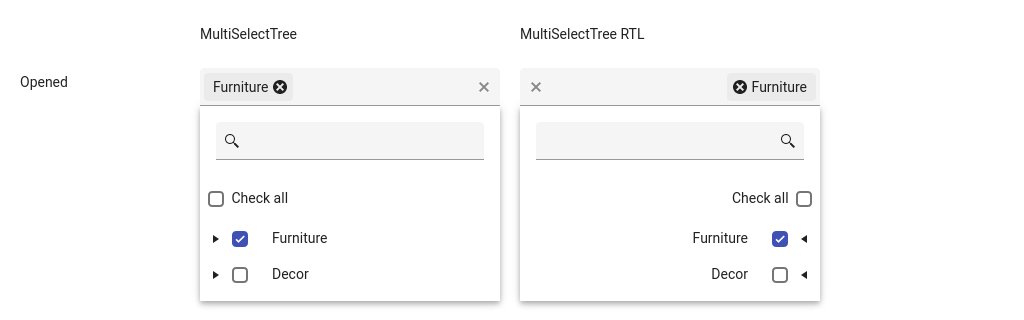 MultiSelectTree
MultiSelectTree RTL
Opened
Furniture
Furniture
Check all
Check all
Furniture
Furniture
Decor
Decor